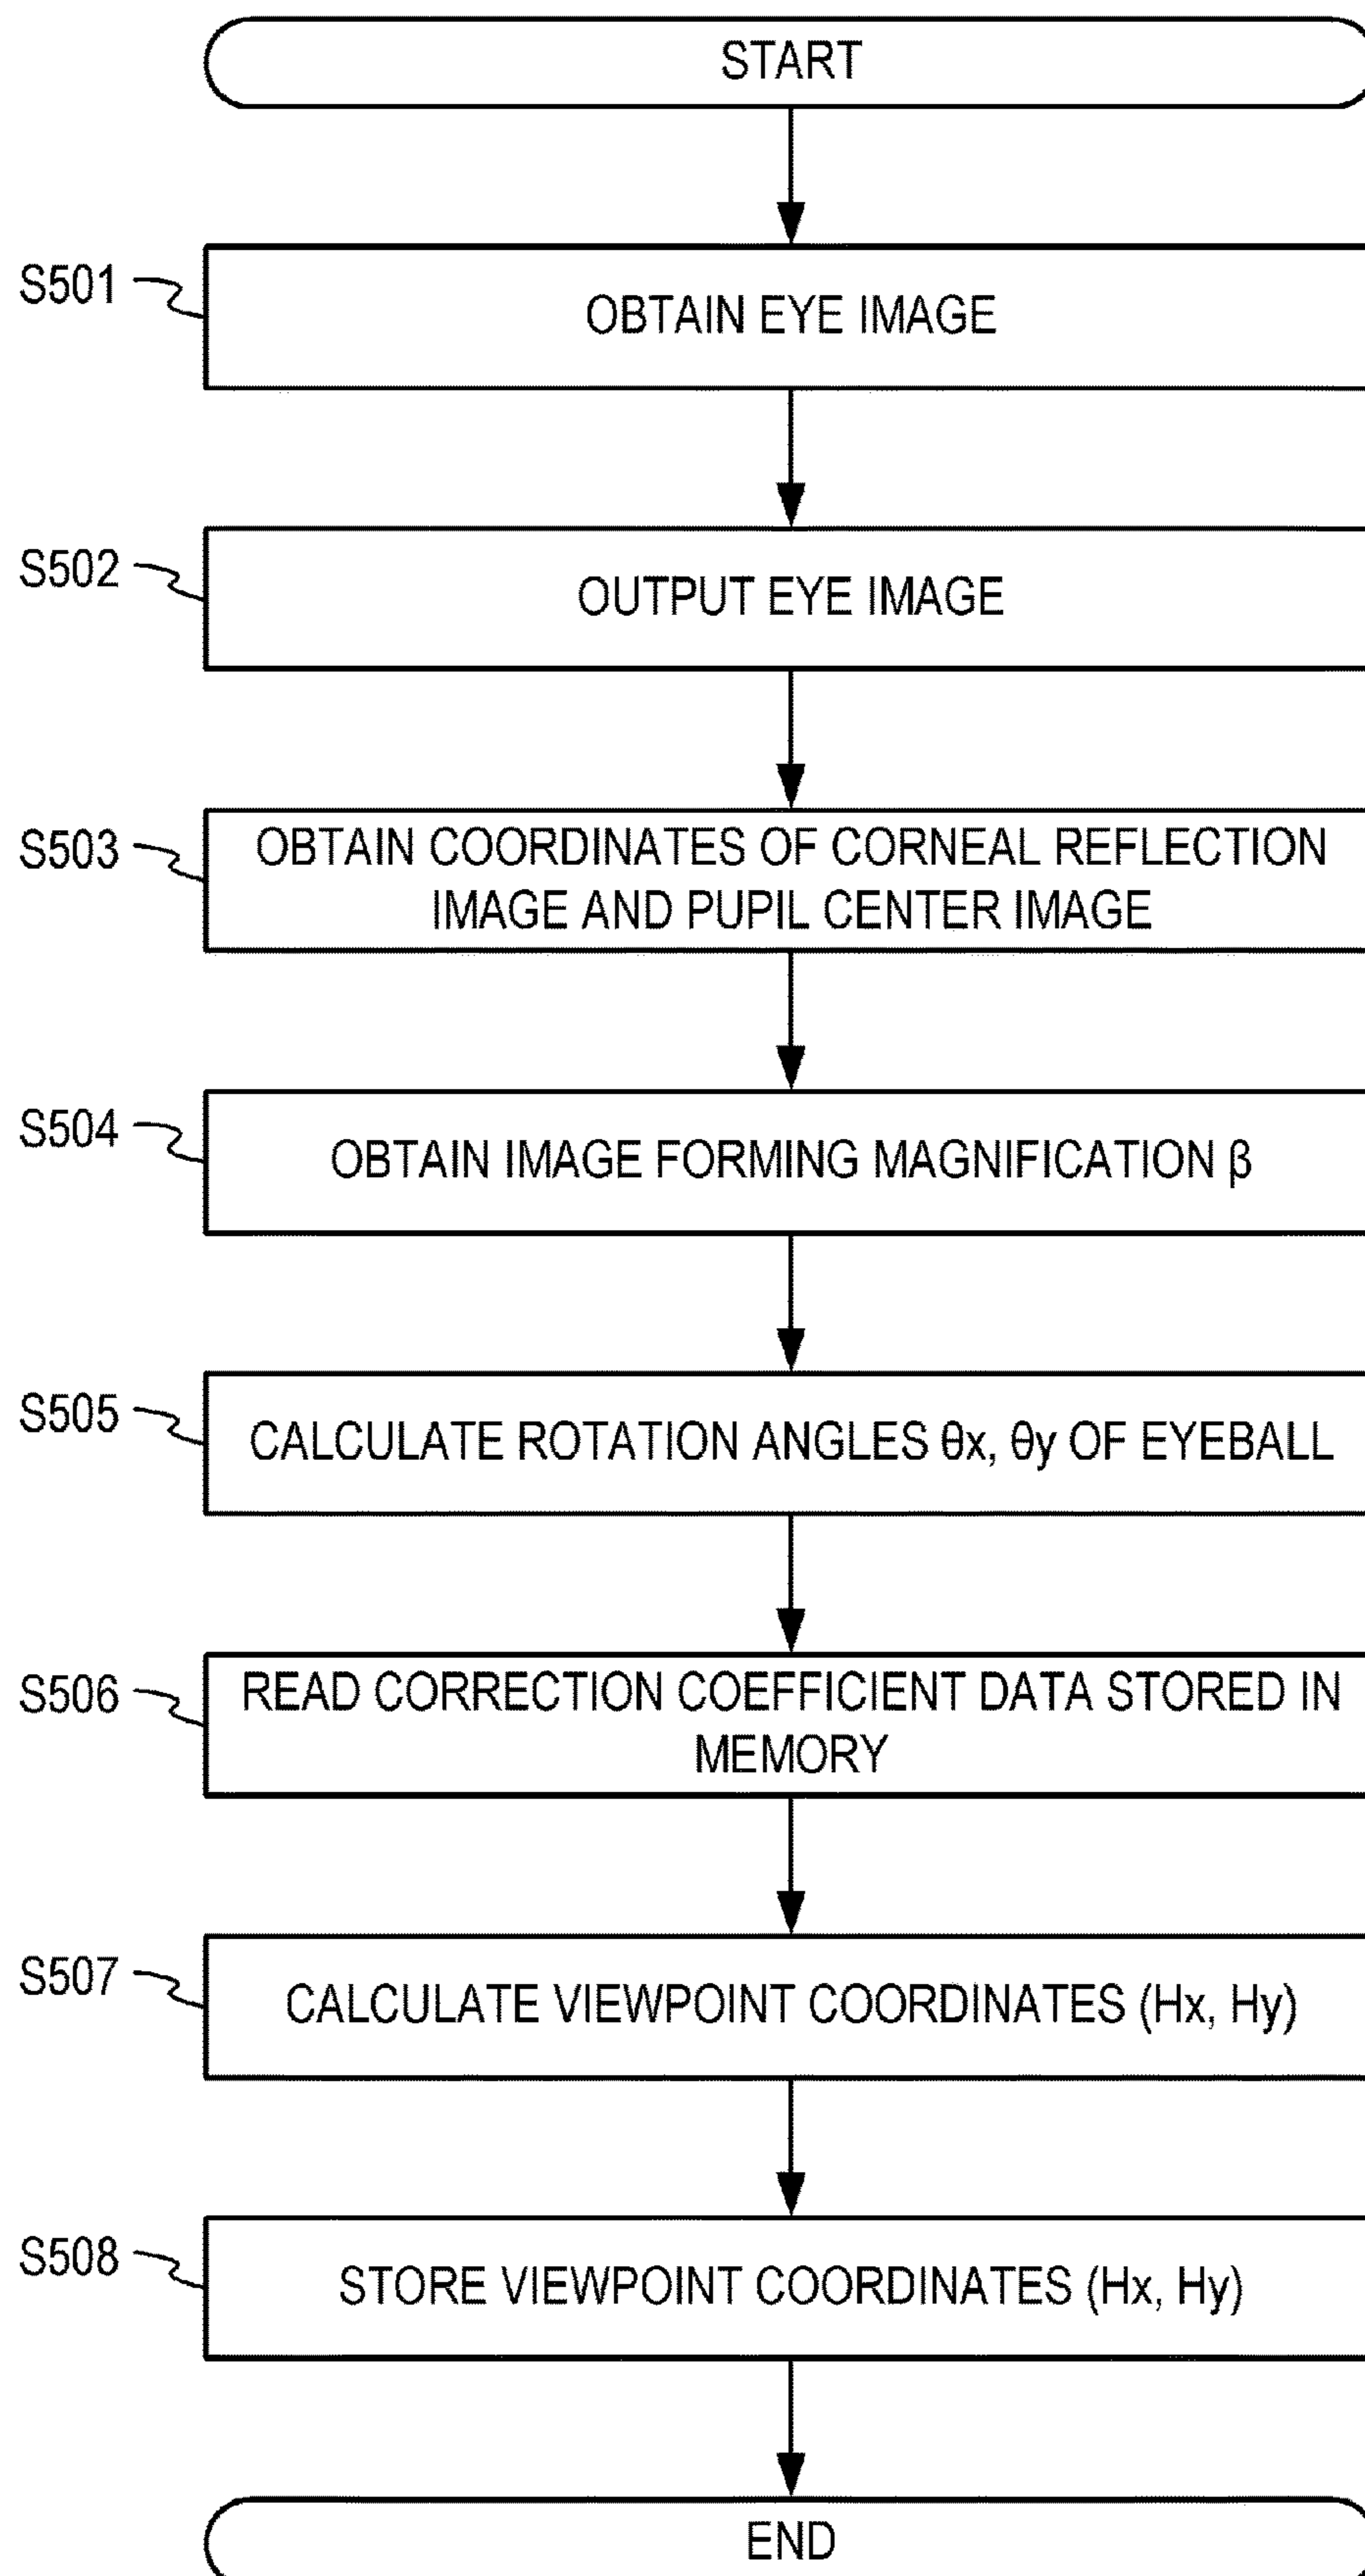 START
S501
OBTAIN EYE IMAGE
S502
OUTPUT EYE IMAGE
S503
OBTAIN COORDINATES OF CORNEAL REFLECTION
IMAGE AND PUPIL CENTER IMAGE
S504
OBTAIN IMAGE FORMING MAGNIFICATION β
S505
CALCULATE ROTATION ANGLES θx, θy OF EYEBALL
S506
READ CORRECTION COEFFICIENT DATA STORED IN
MEMORY
S507
CALCULATE VIEWPOINT COORDINATES (Hx, Hy)
S508
STORE VIEWPOINT COORDINATES (Hx, Hy)
END